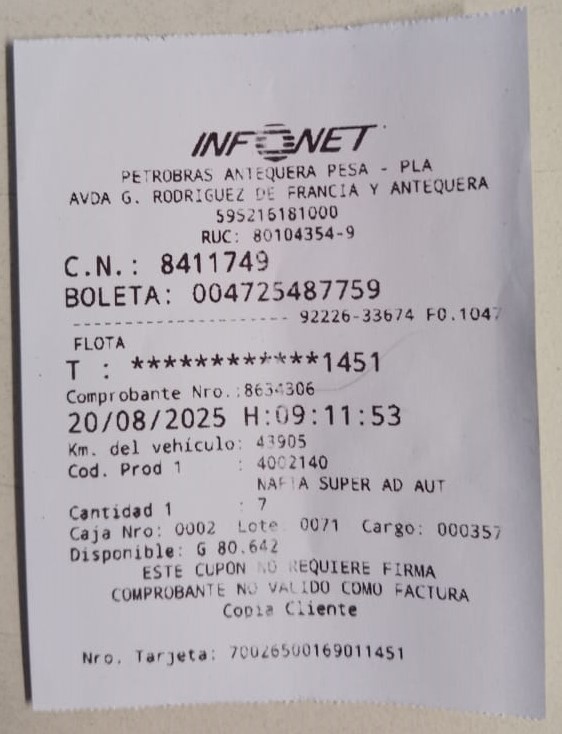 INFONET
PETROBRAS ANTEQUERA PESA - PLA
AVDA G. RODRIGUEZ DE FRANCIA Y ANTEQUERA
595216181000
RUC: 80104354-9
C.N.: 8411749
BOLETA: 004725487759
---------------------- 92226-33674 F0.1047
FLOTA
T : ************1451
Comprobante Nro.:8634306
20/08/2025 H:09:11:53
Km. del vehículo: 43905
Cod. Prod 1 : 4002140
NAFTA SUPER AD AUT
Cantidad 1 : 7
Caja Nro: 0002 Lote 0071 Cargo: 000357
Disponible: G 80.642
ESTE CUPON NO REQUIERE FIRMA
COMPROBANTE NO VALIDO COMO FACTURA
Copia Cliente
Nro. Tarjeta: 70026500169011451